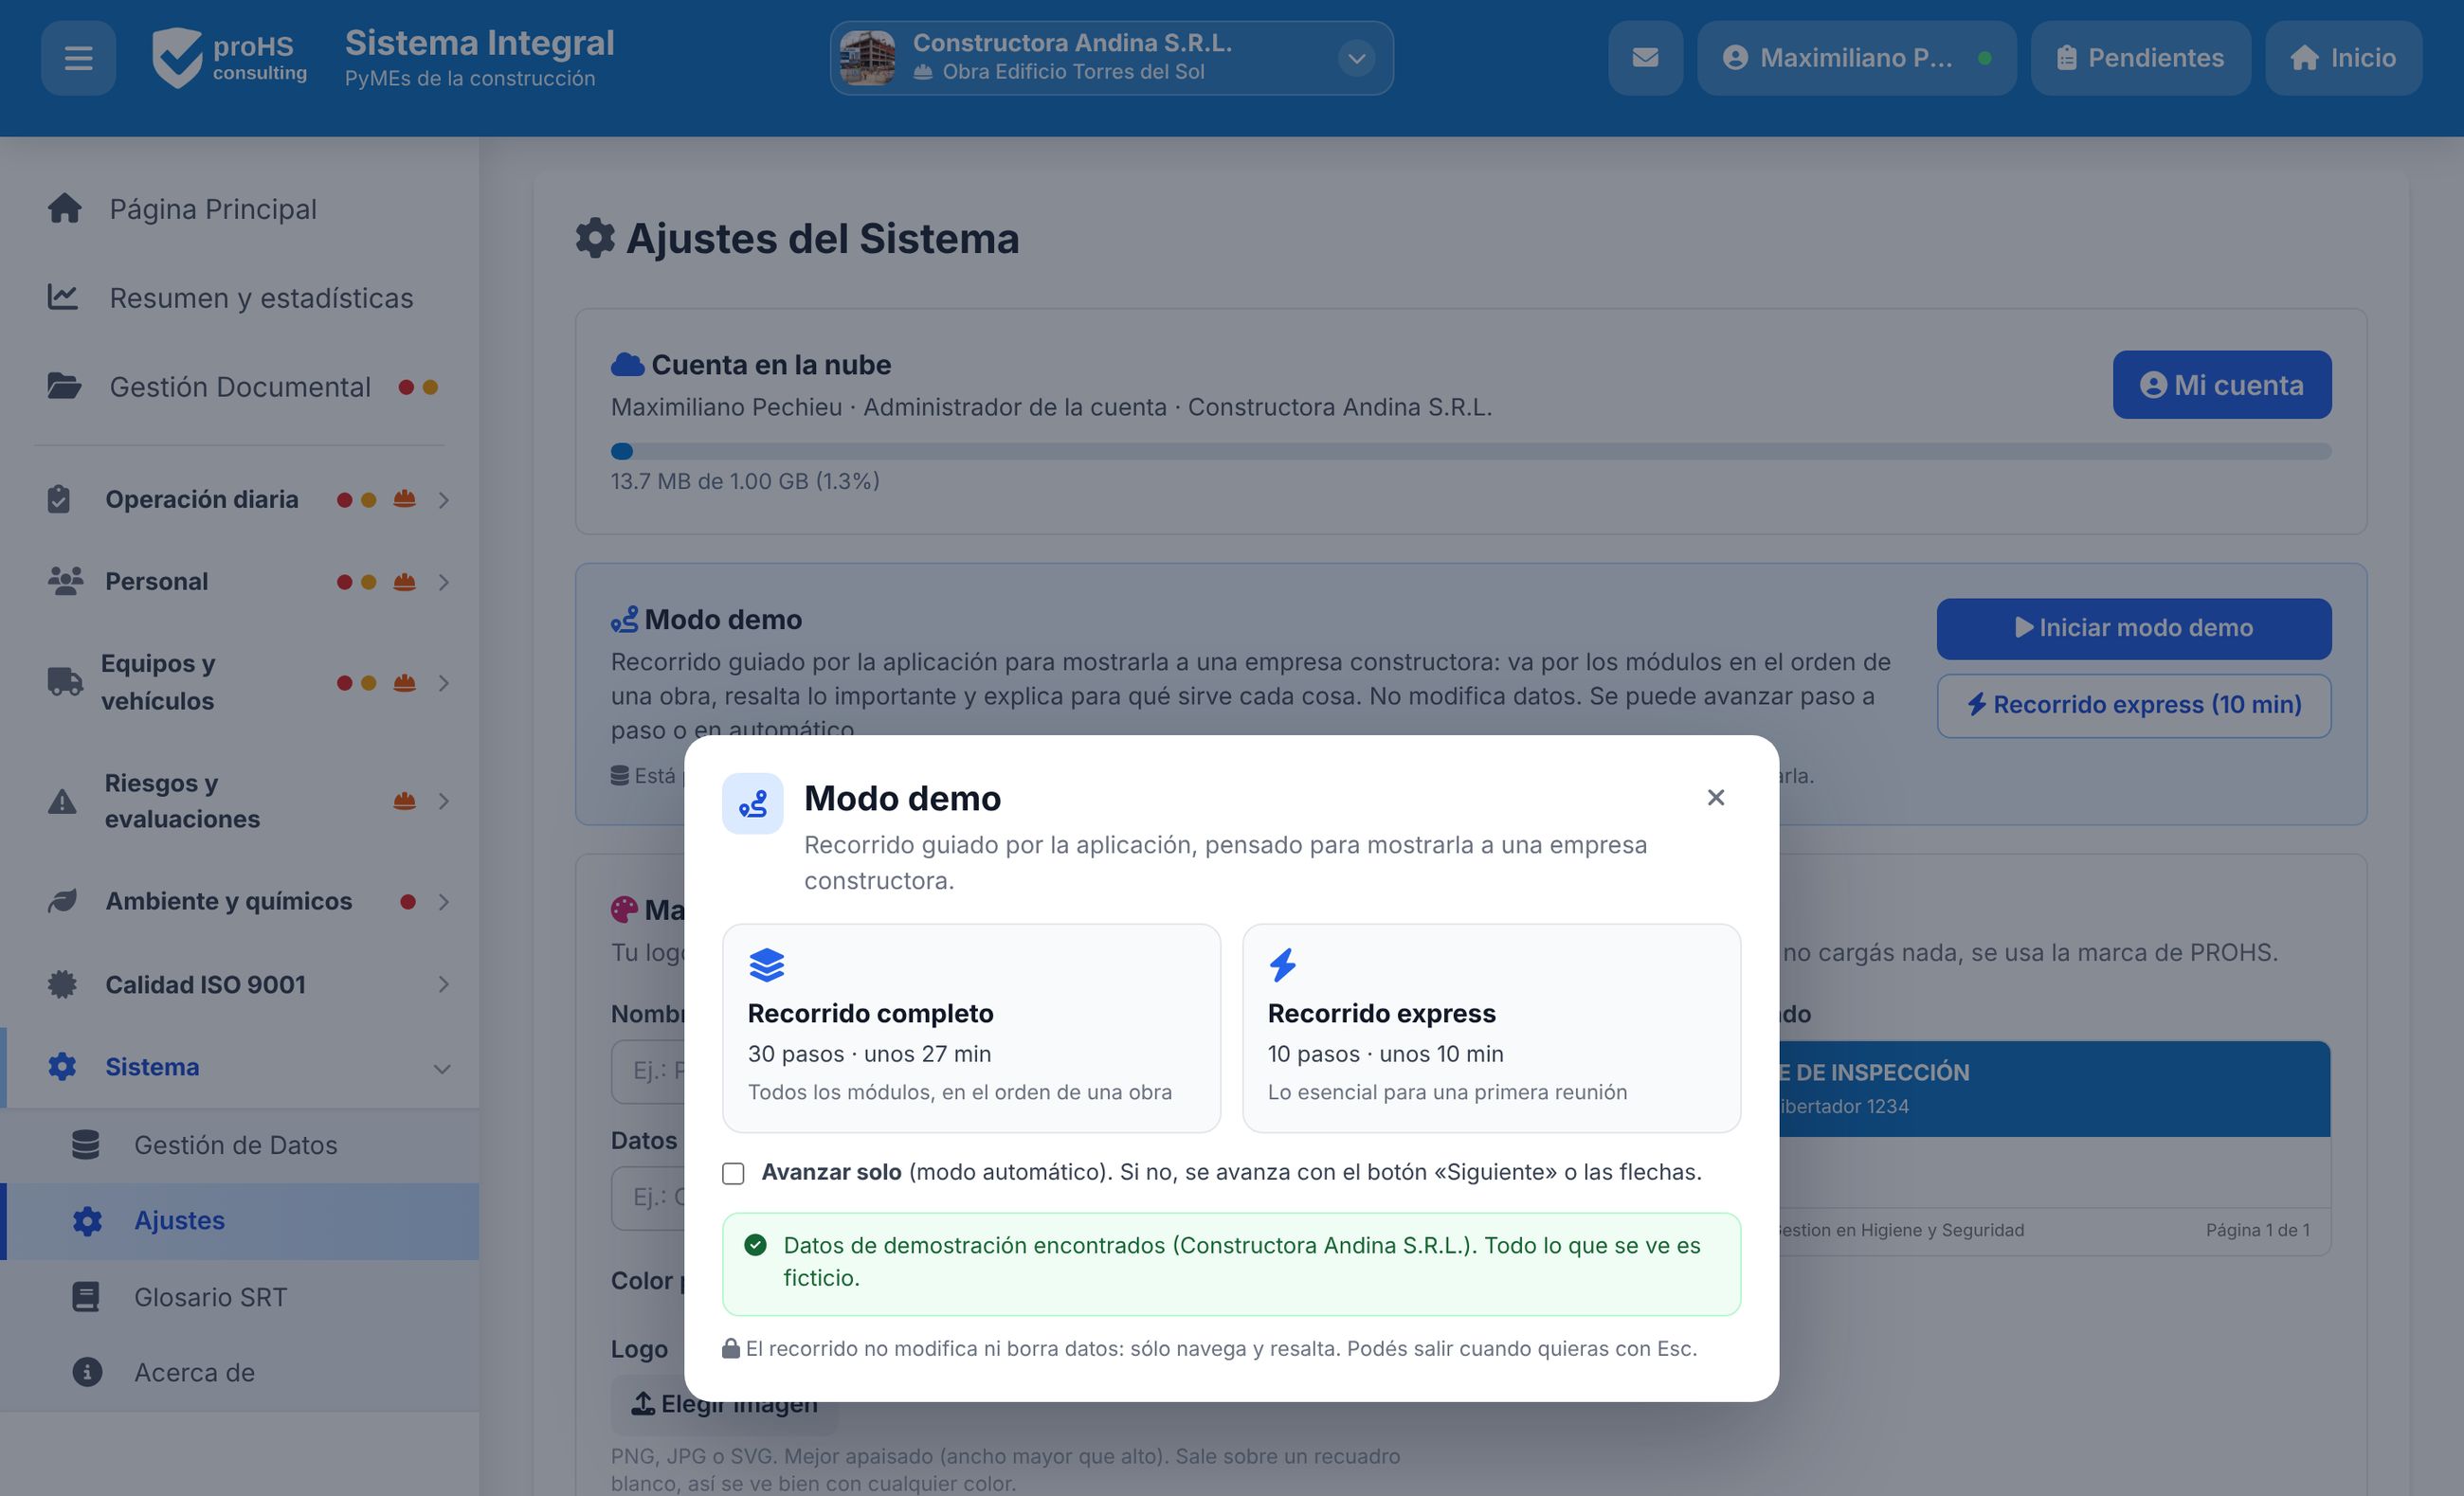 proHS
consulting
Sistema Integral
PyMEs de la construcción
Constructora Andina S.R.L.
Obra Edificio Torres del Sol
Maximiliano P...
Pendientes
Inicio
Página Principal
Resumen y estadísticas
Gestión Documental
Operación diaria
Personal
Equipos y
vehículos
Riesgos y
evaluaciones
Ambiente y químicos
Calidad ISO 9001
Sistema
Gestión de Datos
Ajustes
Glosario SRT
Acerca de
Ajustes del Sistema
Cuenta en la nube
Maximiliano Pechieu · Administrador de la cuenta · Constructora Andina S.R.L.
13.7 MB de 1.00 GB (1.3%)
Mi cuenta
Modo demo
Recorrido guiado por la aplicación para mostrarla a una empresa constructora: va por los módulos en el orden de
una obra, resalta lo importante y explica para qué sirve cada cosa. No modifica datos. Se puede avanzar paso a
paso o en automático
Iniciar modo demo
Recorrido express (10 min)
Está
arla.
Modo demo
Recorrido guiado por la aplicación, pensado para mostrarla a una empresa
constructora.
Recorrido completo
30 pasos · unos 27 min
Todos los módulos, en el orden de una obra
Recorrido express
10 pasos · unos 10 min
Lo esencial para una primera reunión
Avanzar solo (modo automático). Si no, se avanza con el botón «Siguiente» o las flechas.
Datos de demostración encontrados (Constructora Andina S.R.L.). Todo lo que se ve es
ficticio.
El recorrido no modifica ni borra datos: sólo navega y resalta. Podés salir cuando quieras con Esc.
Ma
Tu logo
no cargás nada, se usa la marca de PROHS.
Nombr
Ej.: P
Datos
Ej.: C
Color p
Logo
Elegir imagen
PNG, JPG o SVG. Mejor apaisado (ancho mayor que alto). Sale sobre un recuadro
blanco, así se ve bien con cualquier color.
do
E DE INSPECCIÓN
ibertador 1234
estion en Higiene y Seguridad
Página 1 de 1